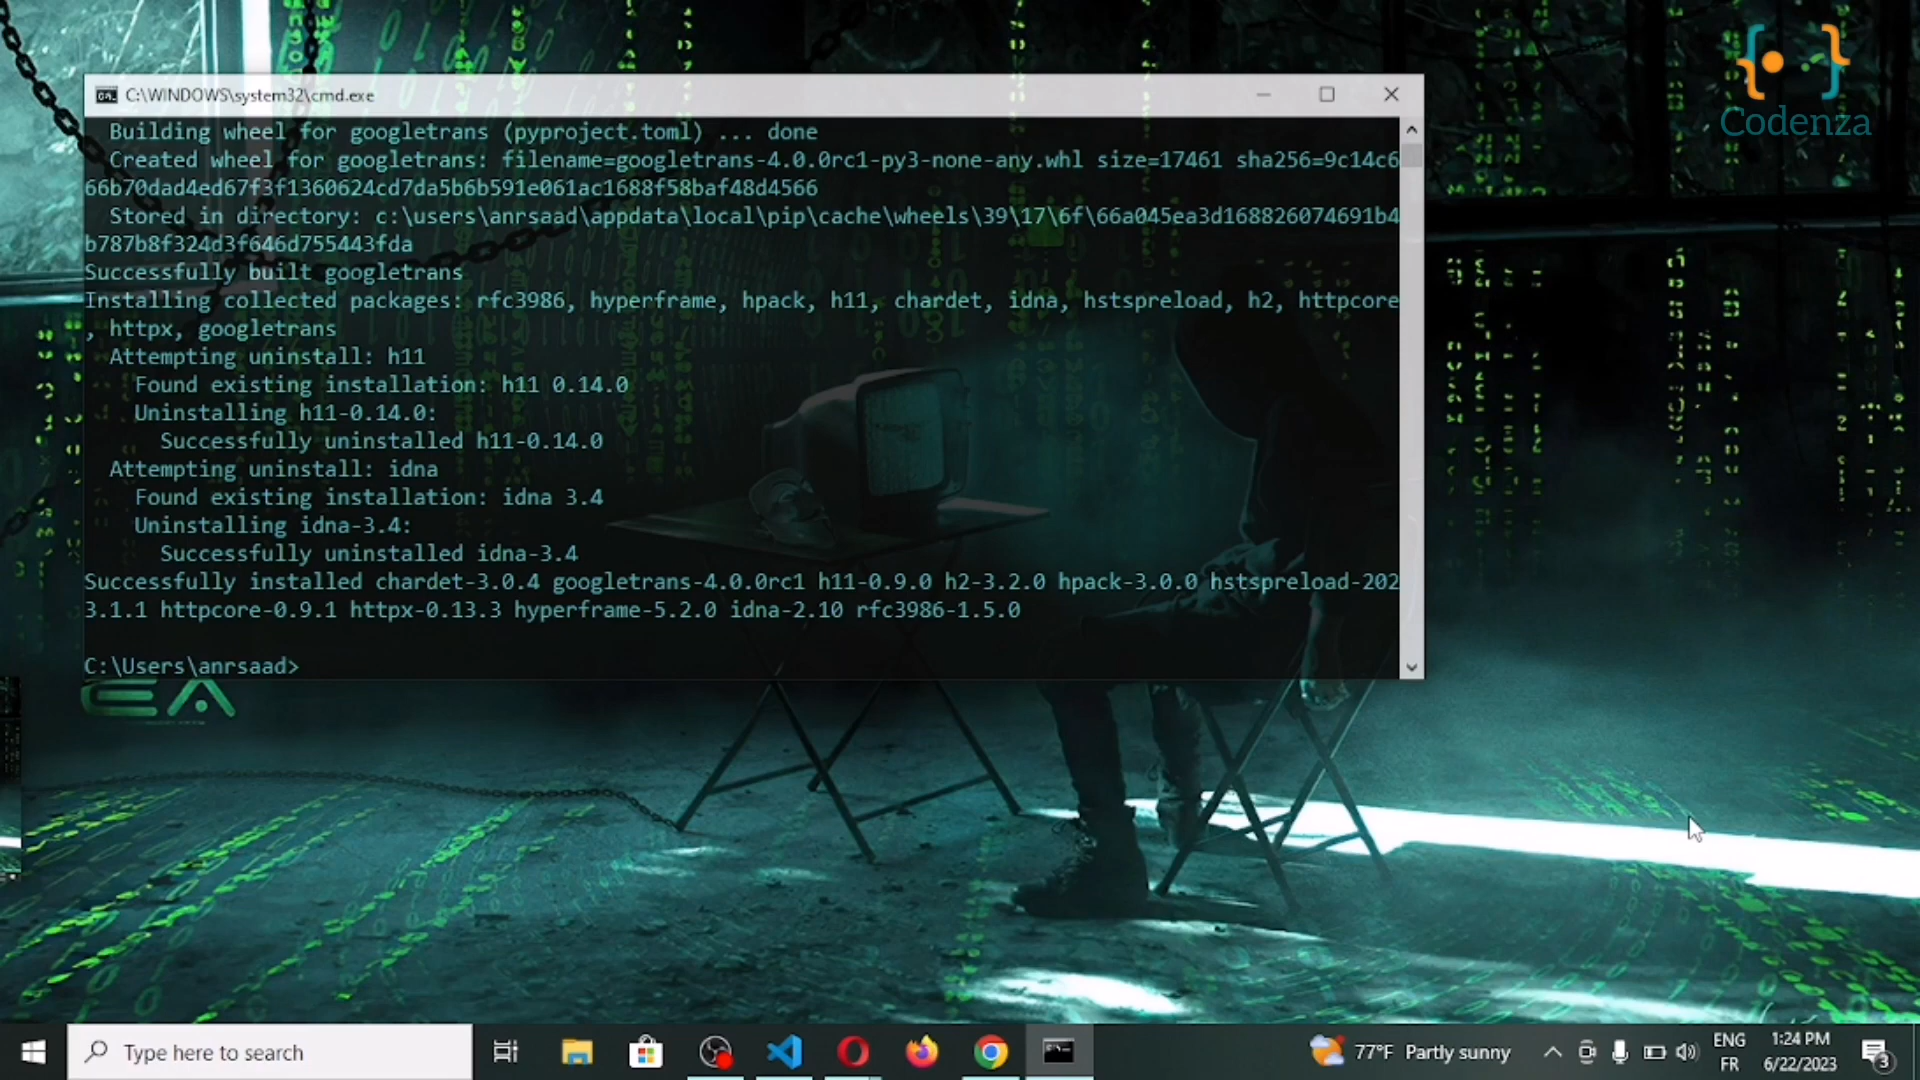 Codenza
C:\WINDOWS\system32\cmd.exe
Building wheel for googletrans (pyproject.toml) ... done
Created wheel for googletrans: filename=googletrans-4.0.0rc1-py3-none-any.whl size=17461 sha256=9c14c6
66b70dad4ed67f3f1360624cd7da5b6b591e061ac1688f58baf48d4566
Stored in directory: c:\users\anrsaad\appdata\local\pip\cache\wheels\39\17\6f\66a045ea3d168826074691b4
b787b8f324d3f646d755443fda
Successfully built googletrans
Installing collected packages: rfc3986, hyperframe, hpack, h11, chardet, idna, hstspreload, h2, httpcore
, httpx, googletrans
Attempting uninstall: h11
Found existing installation: h11 0.14.0
Uninstalling h11-0.14.0:
Successfully uninstalled h11-0.14.0
Attempting uninstall: idna
Found existing installation: idna 3.4
Uninstalling idna-3.4:
Successfully uninstalled idna-3.4
Successfully installed chardet-3.0.4 googletrans-4.0.0rc1 h11-0.9.0 h2-3.2.0 hpack-3.0.0 hstspreload-202
3.1.1 httpcore-0.9.1 httpx-0.13.3 hyperframe-5.2.0 idna-2.10 rfc3986-1.5.0
C:\Users\anrsaad>
Type here to search
77°F Partly sunny
ENG
FR
1:24 PM
6/22/2023
3